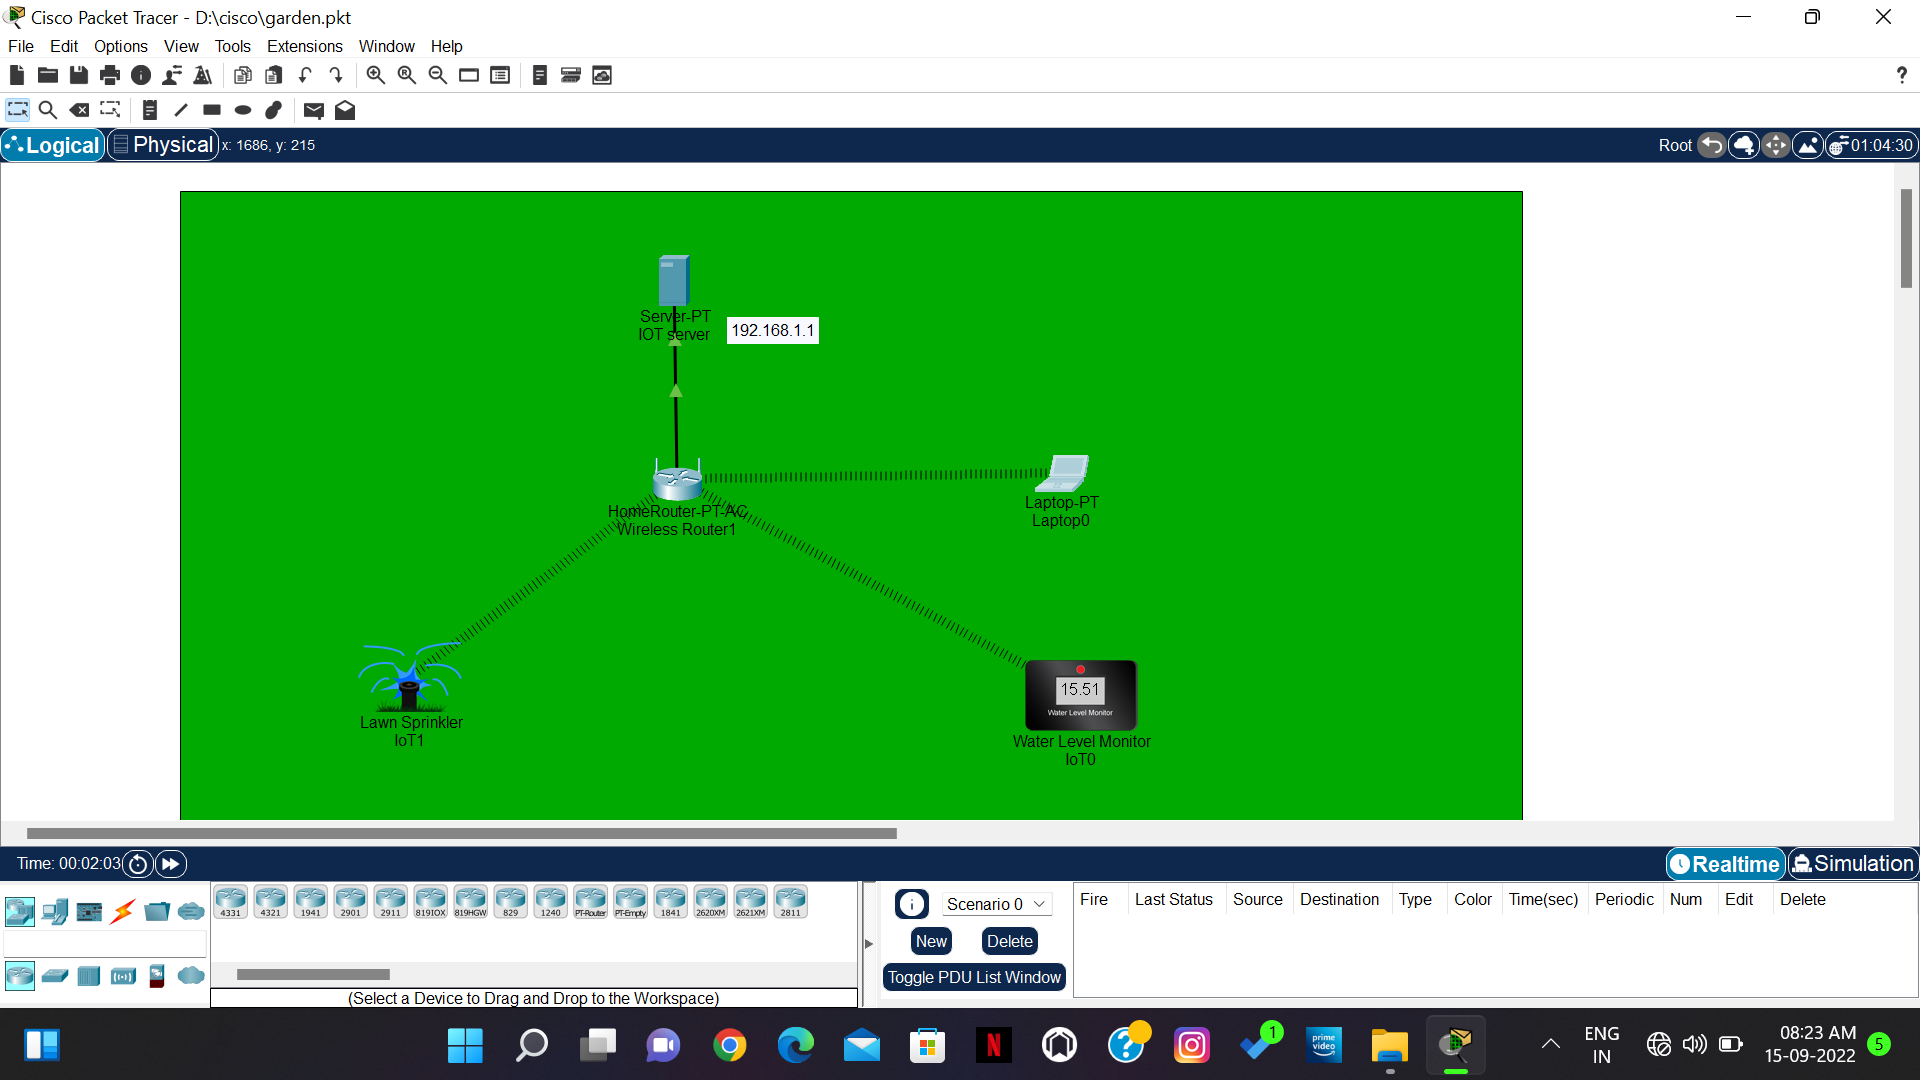 Cisco Packet Tracer - D:\cisco\garden.pkt
File Edit Options View Tools Extensions Window Help
?
Logical Physical x: 1686, y: 215 Root 01:04:30
Server-PT
IOT server
192.168.1.1
HomeRouter-PT-AC
Wireless Router1
Laptop-PT
Laptop0
Lawn Sprinkler
IoT1
15.51
Water Level Monitor
Water Level Monitor
IoT0
Time: 00:02:03 Realtime Simulation
4331 4321 1941 2901 2911 819IOX 819HGW 829 1240 PT-Router PT-Empty 1841 2620XM 2621XM 2811
(Select a Device to Drag and Drop to the Workspace)
Scenario 0
New Delete
Toggle PDU List Window
Fire Last Status Source Destination Type Color Time(sec) Periodic Num Edit Delete
N
?
1
prime
video
ENG
IN
08:23 AM
15-09-2022
5